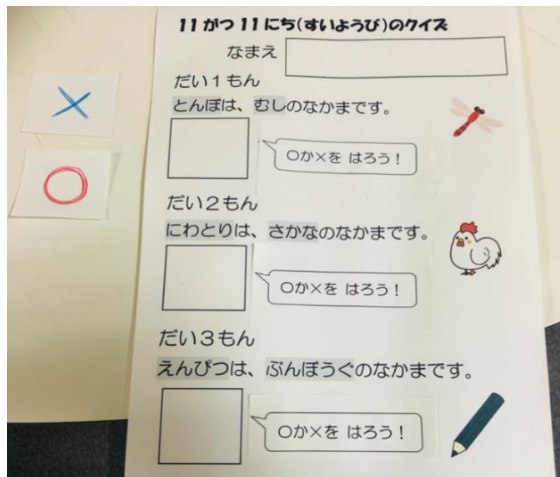 11がつ11にち(すいようび)のクイズ
なまえ
だい1もん
とんぼは、むしのなかまです。
○か×を はろう!
だい2もん
にわとりは、さかなのなかまです。
○か×を はろう!
だい3もん
えんぴつは、ぶんぼうぐのなかまです。
○か×を はろう!
×
○